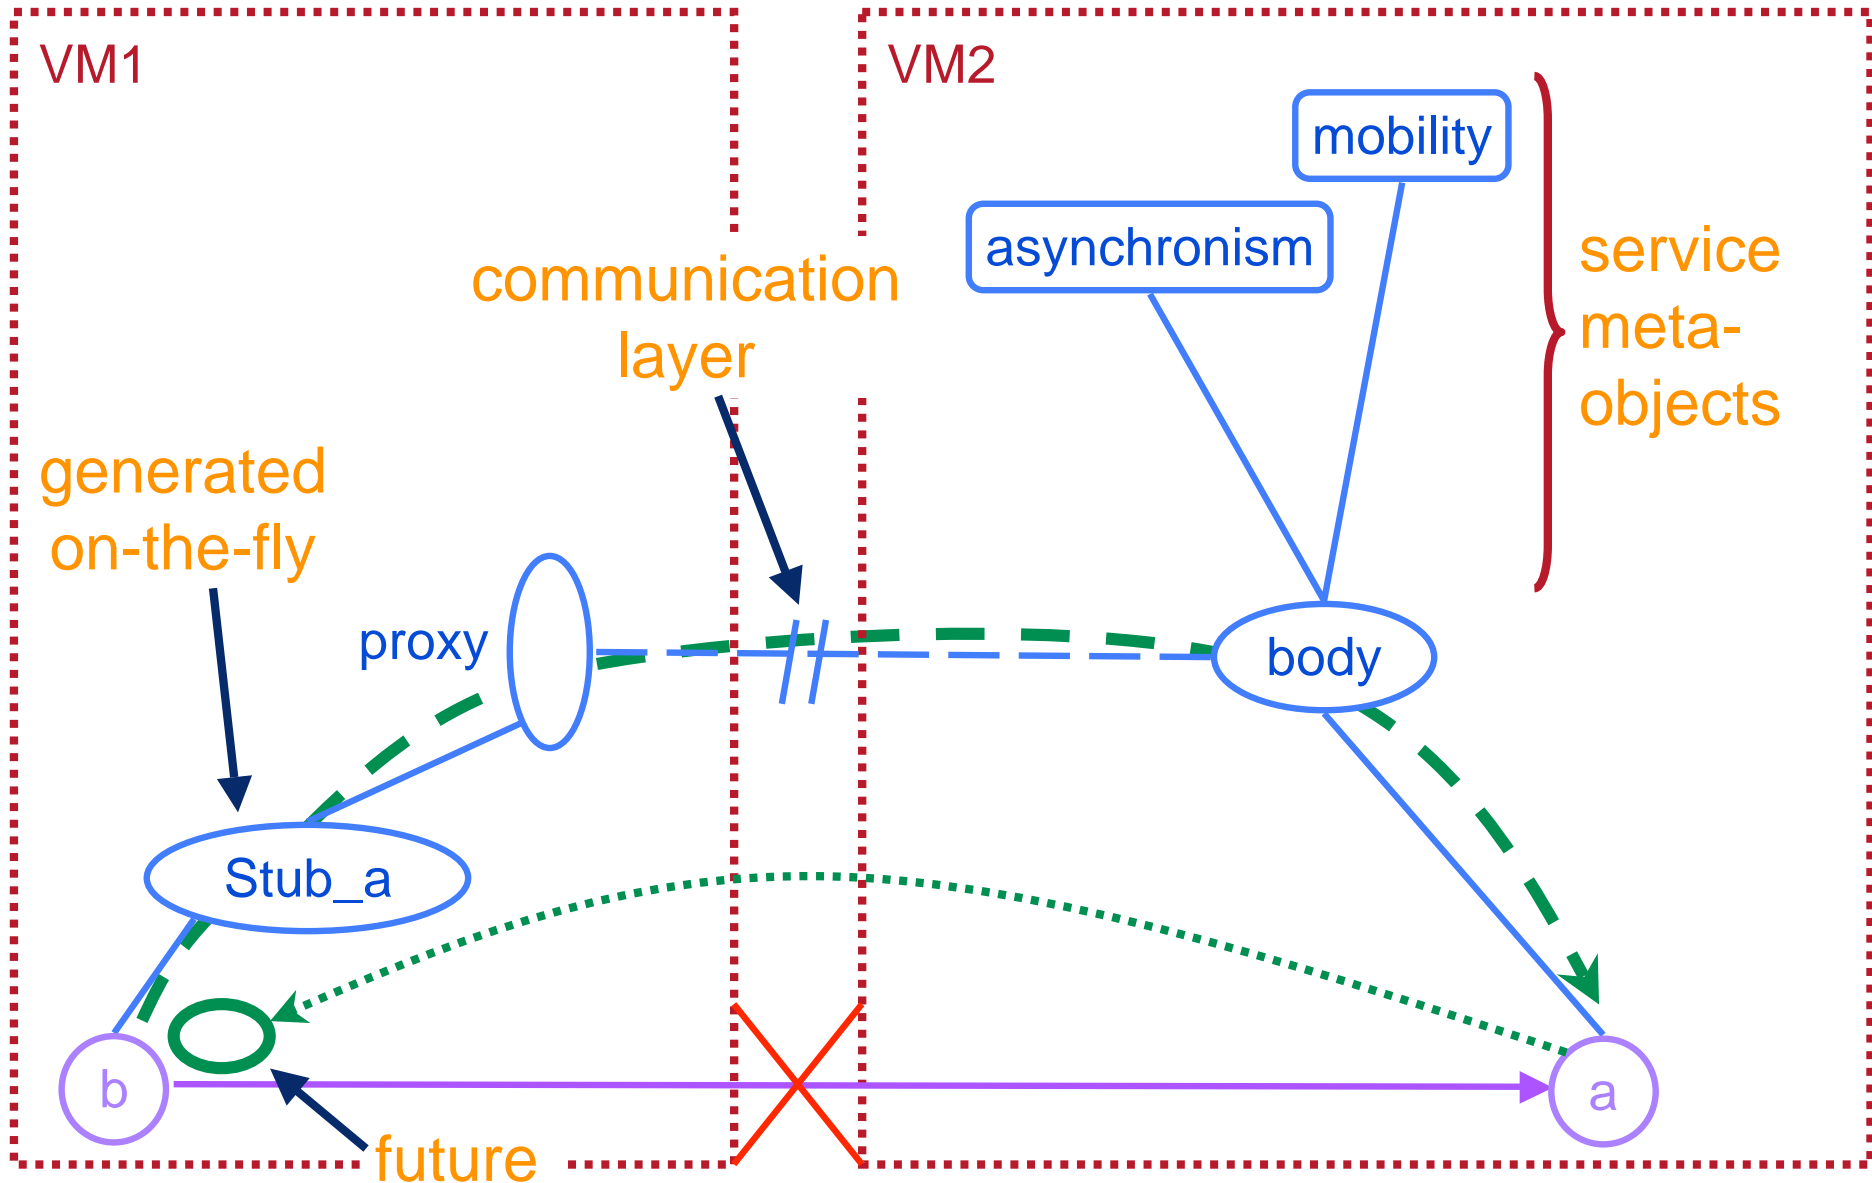 VM1
VM2
mobility
asynchronism
service
meta-
objects
communication
layer
generated
on-the-fly
proxy
body
Stub_a
b
a
future